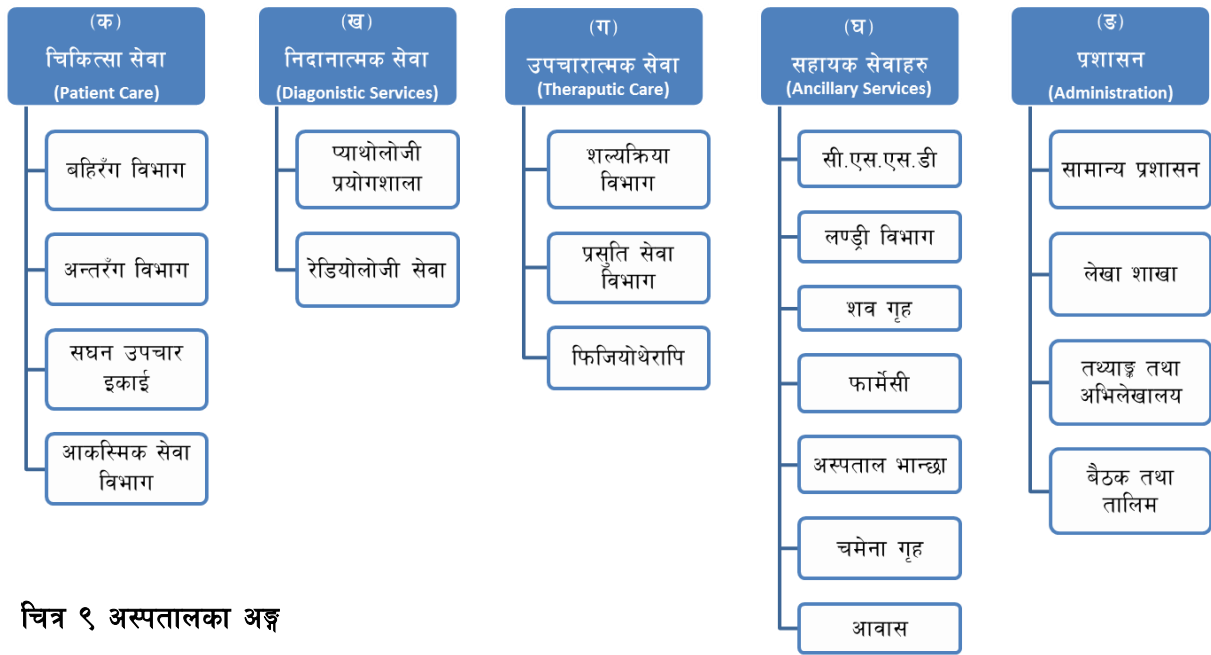 (क)
चिकित्सा सेवा
(Patient Care)
बहिरँग विभाग
अन्तरँग विभाग
सघन उपचार
इकाई
आकस्मिक सेवा
विभाग
(ख)
निदानात्मक सेवा
(Diagonistic Services)
प्याथोलोजी
प्रयोगशाला
रेडियोलोजी सेवा
(ग)
उपचारात्मक सेवा
(Theraputic Care)
शल्यक्रिया
विभाग
प्रसुति सेवा
विभाग
फिजियोथेरापि
(घ)
सहायक सेवाहरु
(Ancillary Services)
सी.एस.एस.डी
लण्ड्री विभाग
शव गृह
फार्मेसी
अस्पताल भान्छा
चमेना गृह
आवास
(ङ)
प्रशासन
(Administration)
सामान्य प्रशासन
लेखा शाखा
तथ्याङ्क तथा
अभिलेखालय
बैठक तथा
तालिम
चित्र ९ अस्पतालका अङ्ग